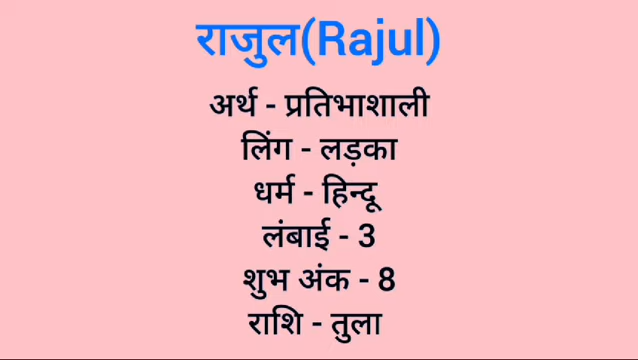 राजुल(Rajul)
अर्थ - प्रतिभाशाली
लिंग - लड़का
धर्म - हिन्दू
लंबाई - 3
शुभ अंक - 8
राशि - तुला